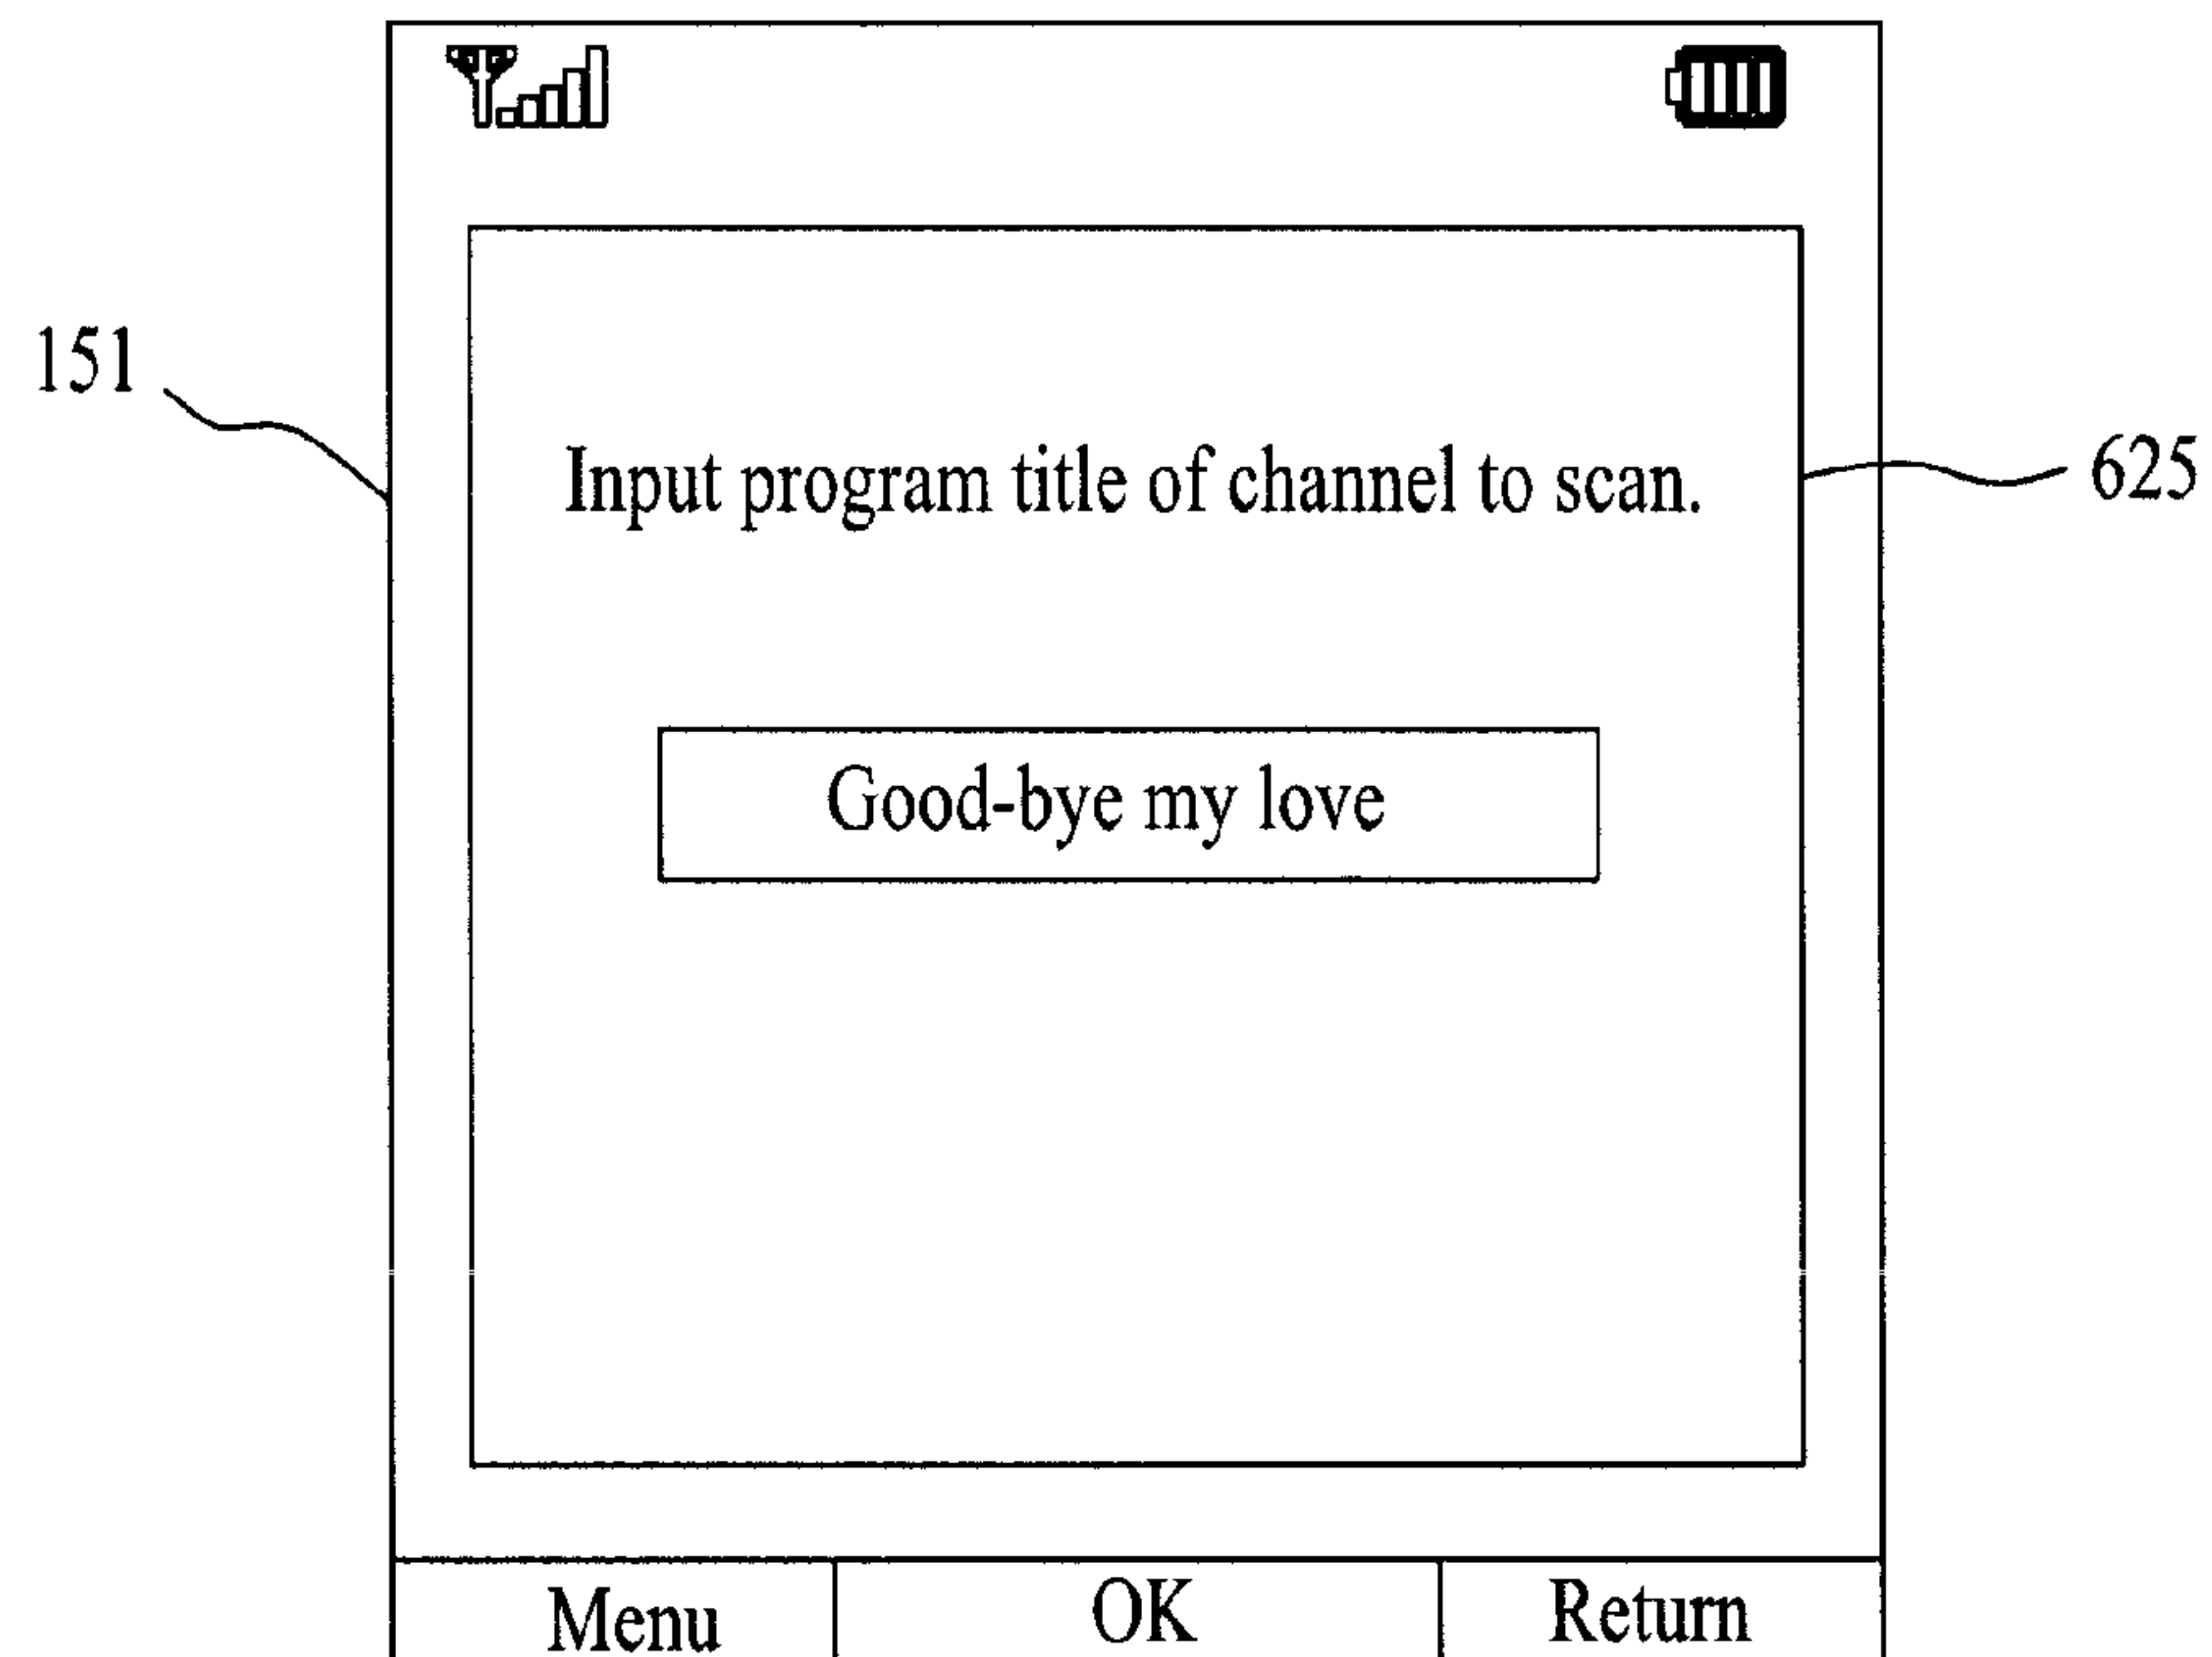 151
Input program title of channel to scan.
625
Good-bye my love
Menu OK Return